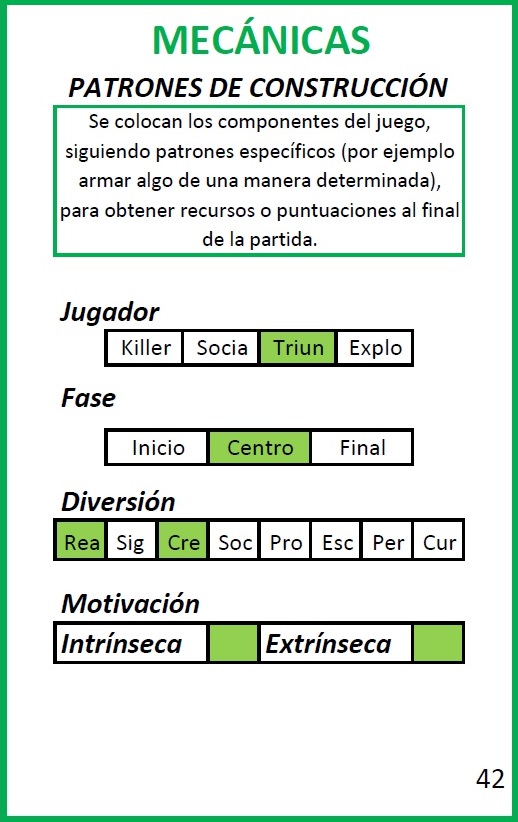 MECÁNICAS
PATRONES DE CONSTRUCCIÓN
Se colocan los componentes del juego,
siguiendo patrones específicos (por ejemplo
armar algo de una manera determinada),
para obtener recursos o puntuaciones al final
de la partida.
Jugador
Killer Socia Triun Explo
Fase
Inicio Centro Final
Diversión
Rea Sig Cre Soc Pro Esc Per Cur
Motivación
Intrínseca Extrínseca
42